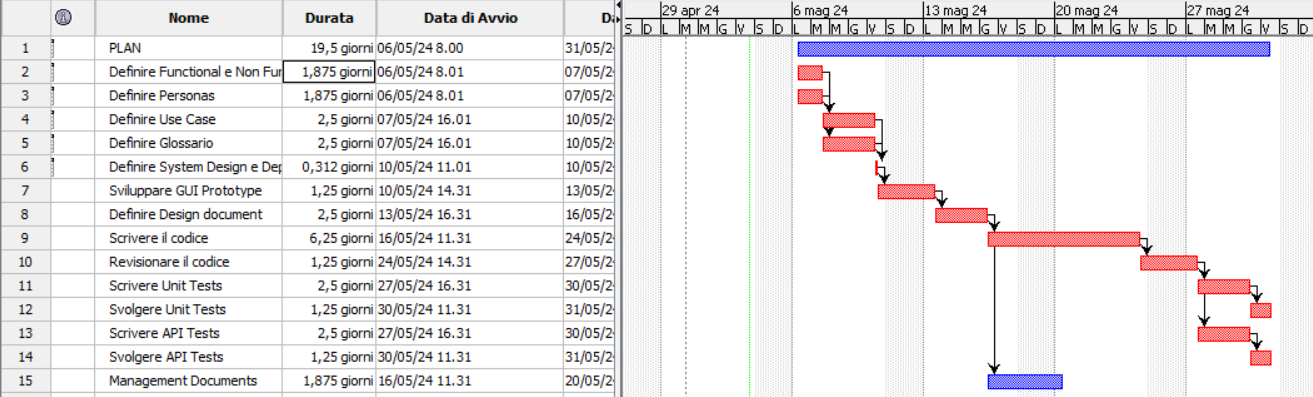 Nome Durata Data di Avvio Da
29 apr 24 6 mag 24 13 mag 24 20 mag 24 27 mag 24
S D L M M G V S D L M M G V S D L M M G V S D L M M G V S D L M M G V S D
1 PLAN 19,5 giorni 06/05/24 8.00 31/05/2
2 Definire Functional e Non Fur 1,875 giorni 06/05/24 8.01 07/05/2
3 Definire Personas 1,875 giorni 06/05/24 8.01 07/05/2
4 Definire Use Case 2,5 giorni 07/05/24 16.01 10/05/2
5 Definire Glossario 2,5 giorni 07/05/24 16.01 10/05/2
6 Definire System Design e Dep 0,312 giorni 10/05/24 11.01 10/05/2
7 Sviluppare GUI Prototype 1,25 giorni 10/05/24 14.31 13/05/2
8 Definire Design document 2,5 giorni 13/05/24 16.31 16/05/2
9 Scrivere il codice 6,25 giorni 16/05/24 11.31 24/05/2
10 Revisionare il codice 1,25 giorni 24/05/24 14.31 27/05/2
11 Scrivere Unit Tests 2,5 giorni 27/05/24 16.31 30/05/2
12 Svolgere Unit Tests 1,25 giorni 30/05/24 11.31 31/05/2
13 Scrivere API Tests 2,5 giorni 27/05/24 16.31 30/05/2
14 Svolgere API Tests 1,25 giorni 30/05/24 11.31 31/05/2
15 Management Documents 1,875 giorni 16/05/24 11.31 20/05/2